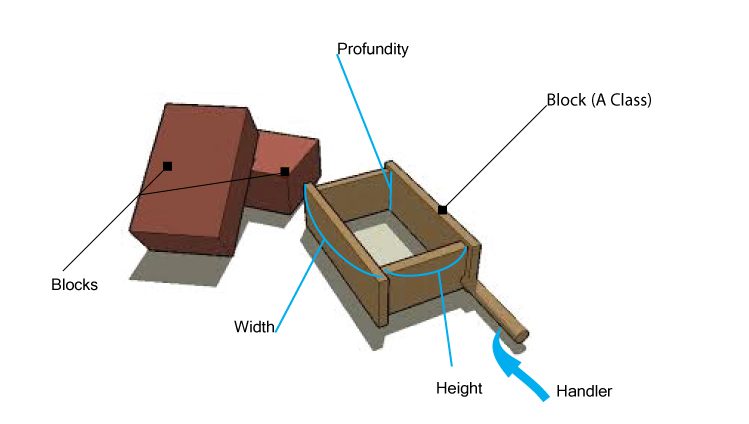 Profundity
Block (A Class)
Blocks
Width
Height
Handler